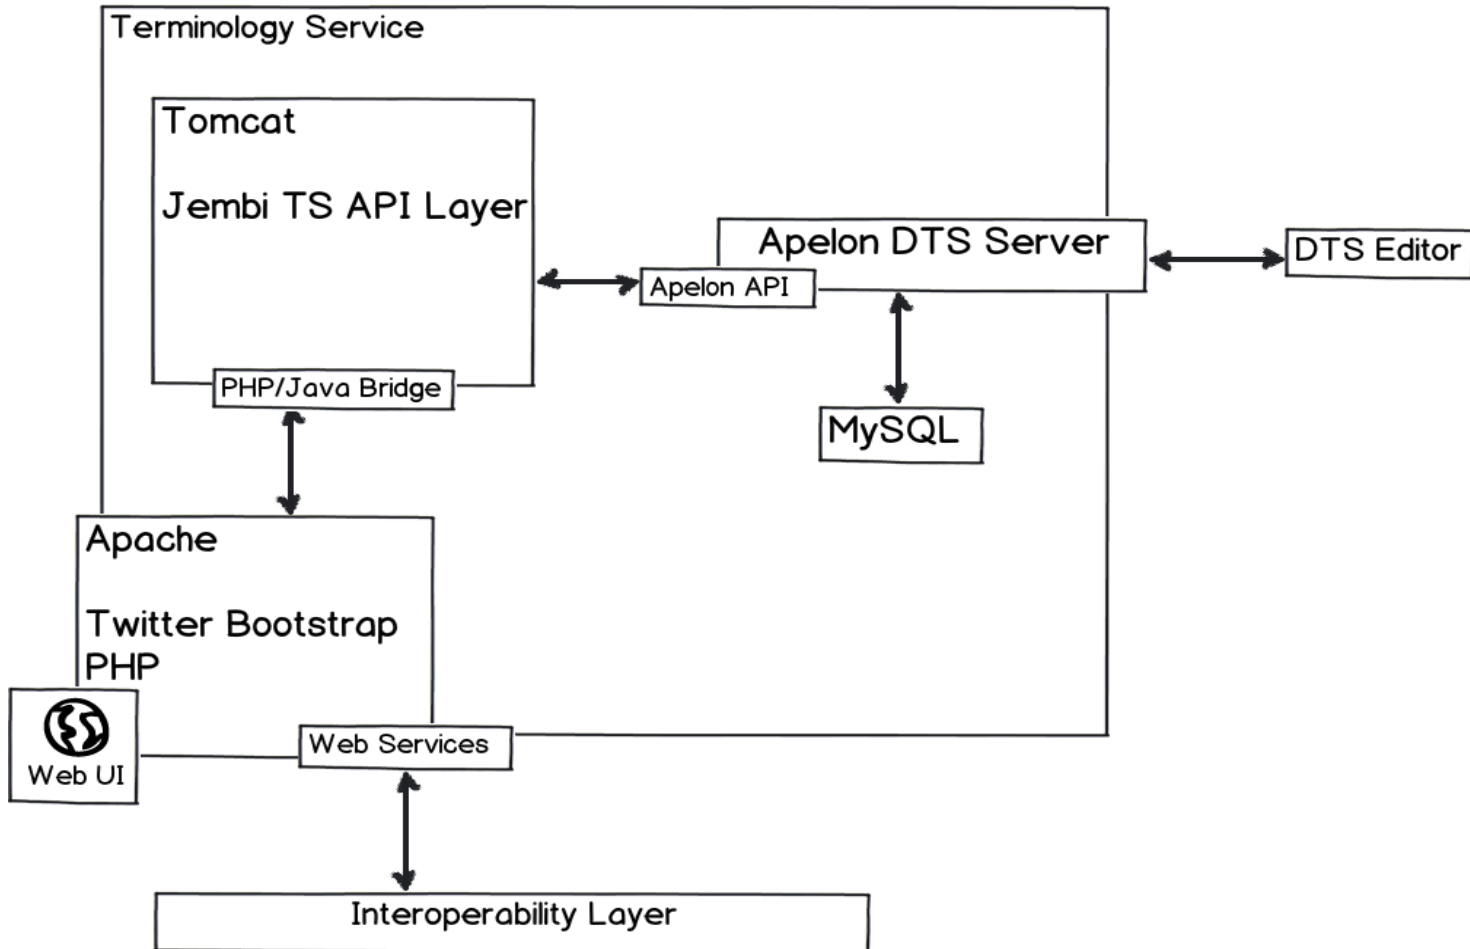 Terminology Service
Tomcat
Jembi TS API Layer
Apelon DTS Server
DTS Editor
Apelon API
PHP/Java Bridge
MySQL
Apache
Twitter Bootstrap
PHP
Web Services
Web UI
Interoperability Layer